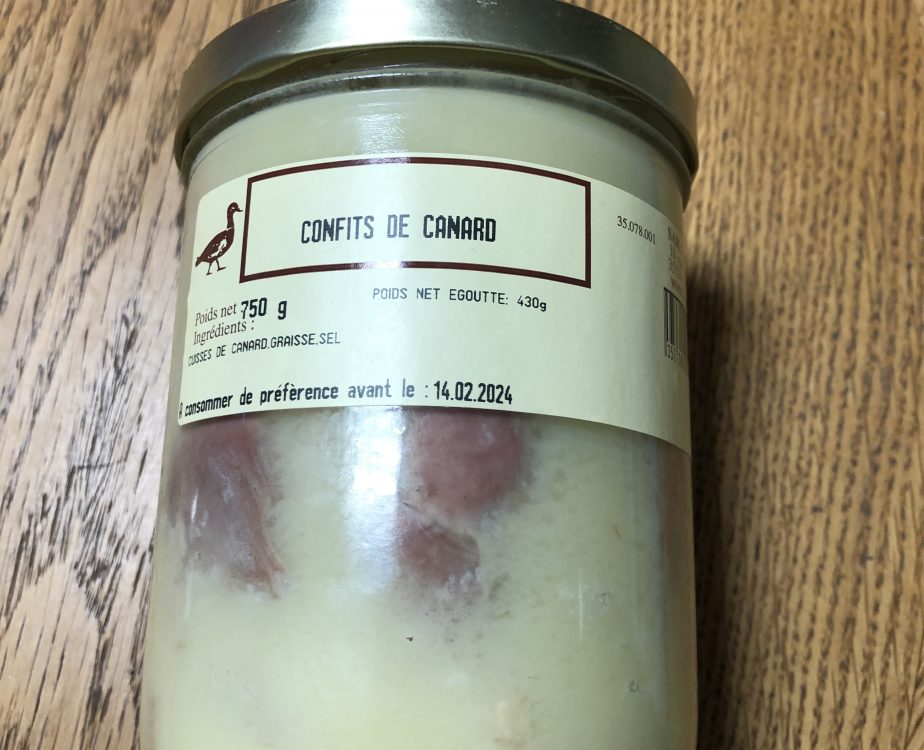 CONFITS DE CANARD
35.078.001
Poids net : 750 g
POIDS NET EGOUTTE: 430g
Ingrédients :
CUISSES DE CANARD,GRAISSE,SEL
A consommer de préférence avant le : 14.02.2024